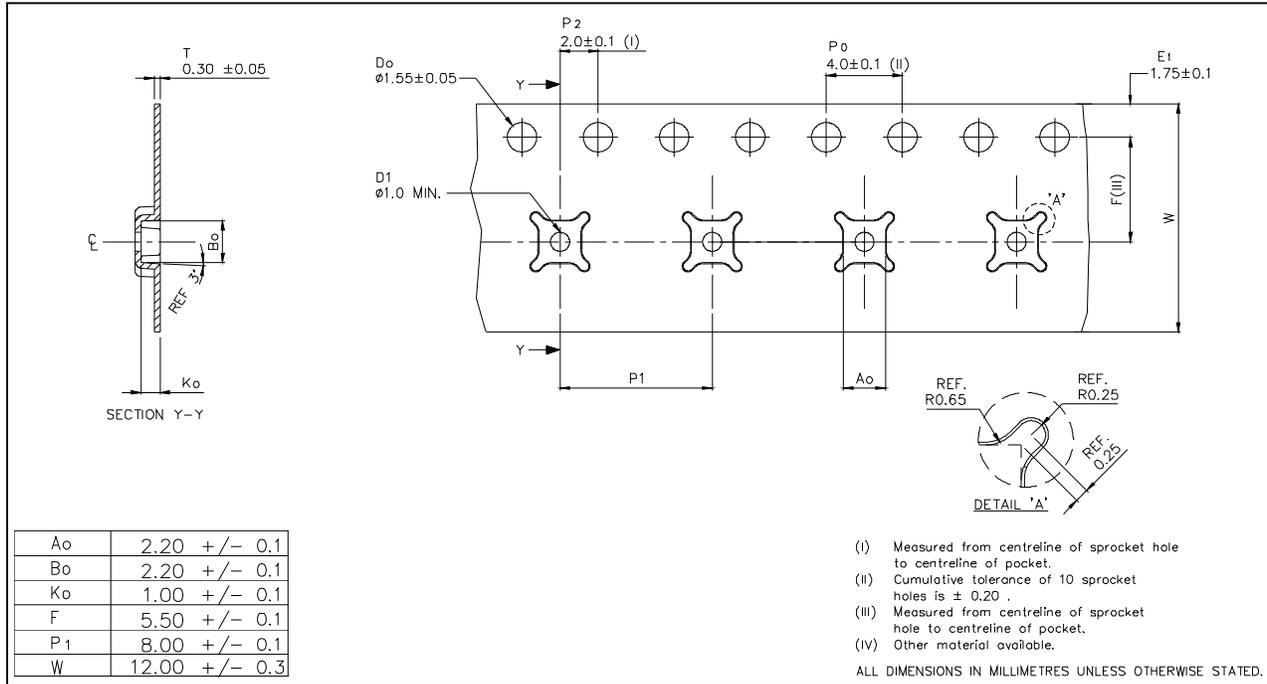 T
0.30 ±0.05
P2
2.0±0.1 (I)
Do
ø1.55±0.05
Y
Po
4.0±0.1 (II)
E1
1.75±0.1
D1
ø1.0 MIN.
'A'
F(III)
W
℄
Bo
REF 3°
Ko
SECTION Y-Y
Y
P1
Ao
REF.
R0.65
REF.
R0.25
REF.
0.25
DETAIL 'A'
Ao 2.20 +/- 0.1
Bo 2.20 +/- 0.1
Ko 1.00 +/- 0.1
F 5.50 +/- 0.1
P1 8.00 +/- 0.1
W 12.00 +/- 0.3
(I) Measured from centreline of sprocket hole
to centreline of pocket.
(II) Cumulative tolerance of 10 sprocket
holes is ± 0.20 .
(III) Measured from centreline of sprocket
hole to centreline of pocket.
(IV) Other material available.
ALL DIMENSIONS IN MILLIMETRES UNLESS OTHERWISE STATED.